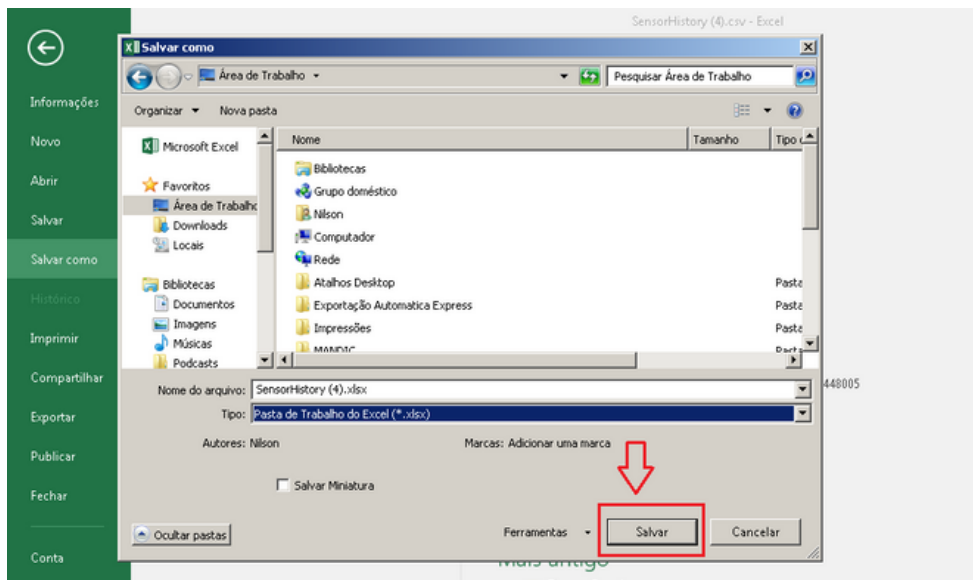 SensorHistory (4).csv - Excel
Informações
Novo
Abrir
Salvar
Salvar como
Histórico
Imprimir
Compartilhar
Exportar
Publicar
Fechar
Conta
Salvar como
Área de Trabalho
Pesquisar Área de Trabalho
Organizar
Nova pasta
Microsoft Excel
Favoritos
Área de Trabalho
Downloads
Locais
Bibliotecas
Documentos
Imagens
Músicas
Podcasts
Nome
Tamanho
Tipo
Bibliotecas
Grupo doméstico
Nilson
Computador
Rede
Atalhos Desktop
Pasta
Exportação Automatica Express
Pasta
Impressões
Pasta
MANDIC
Pasta
448005
Nome do arquivo: SensorHistory (4).xlsx
Tipo: Pasta de Trabalho do Excel (*.xlsx)
Autores: Nilson
Marcas: Adicionar uma marca
Salvar Miniatura
Ocultar pastas
Ferramentas
Salvar
Cancelar
Mais antigo